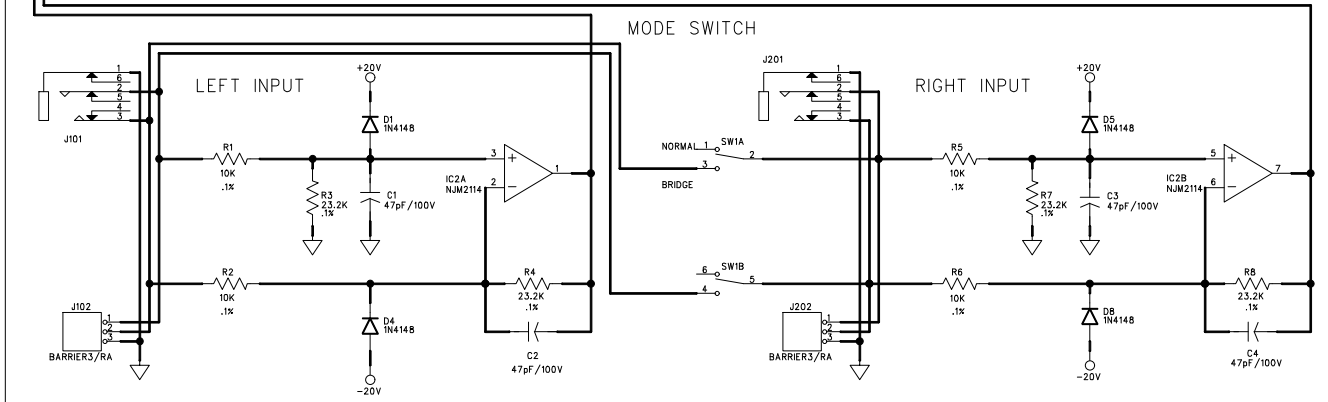 MODE SWITCH
LEFT INPUT
RIGHT INPUT
J101
1
6
2
5
4
3
+20V
D1
1N4148
R1
10K
.1%
R3
23.2K
.1%
C1
47pF/100V
3
+
2
−
1
IC2A
NJM2114
R2
10K
.1%
R4
23.2K
.1%
C2
47pF/100V
D4
1N4148
-20V
J102
1
2
3
BARRIER3/RA
NORMAL
1
SW1A
2
3
BRIDGE
6
SW1B
5
4
J201
1
6
2
5
4
3
+20V
D5
1N4148
R5
10K
.1%
R7
23.2K
.1%
C3
47pF/100V
5
+
6
−
7
IC2B
NJM2114
R6
10K
.1%
R8
23.2K
.1%
C4
47pF/100V
D8
1N4148
-20V
J202
1
2
3
BARRIER3/RA